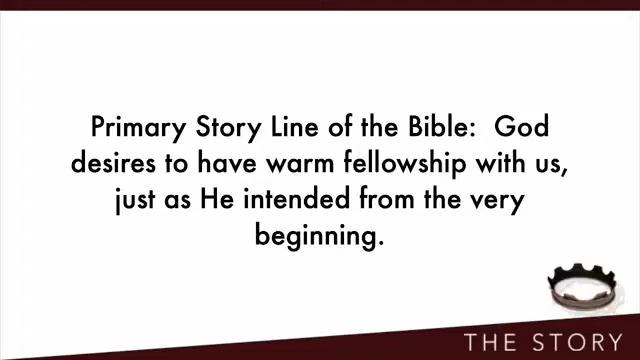 Primary Story Line of the Bible:  God
desires to have warm fellowship with us,
just as He intended from the very
beginning.
THE STORY